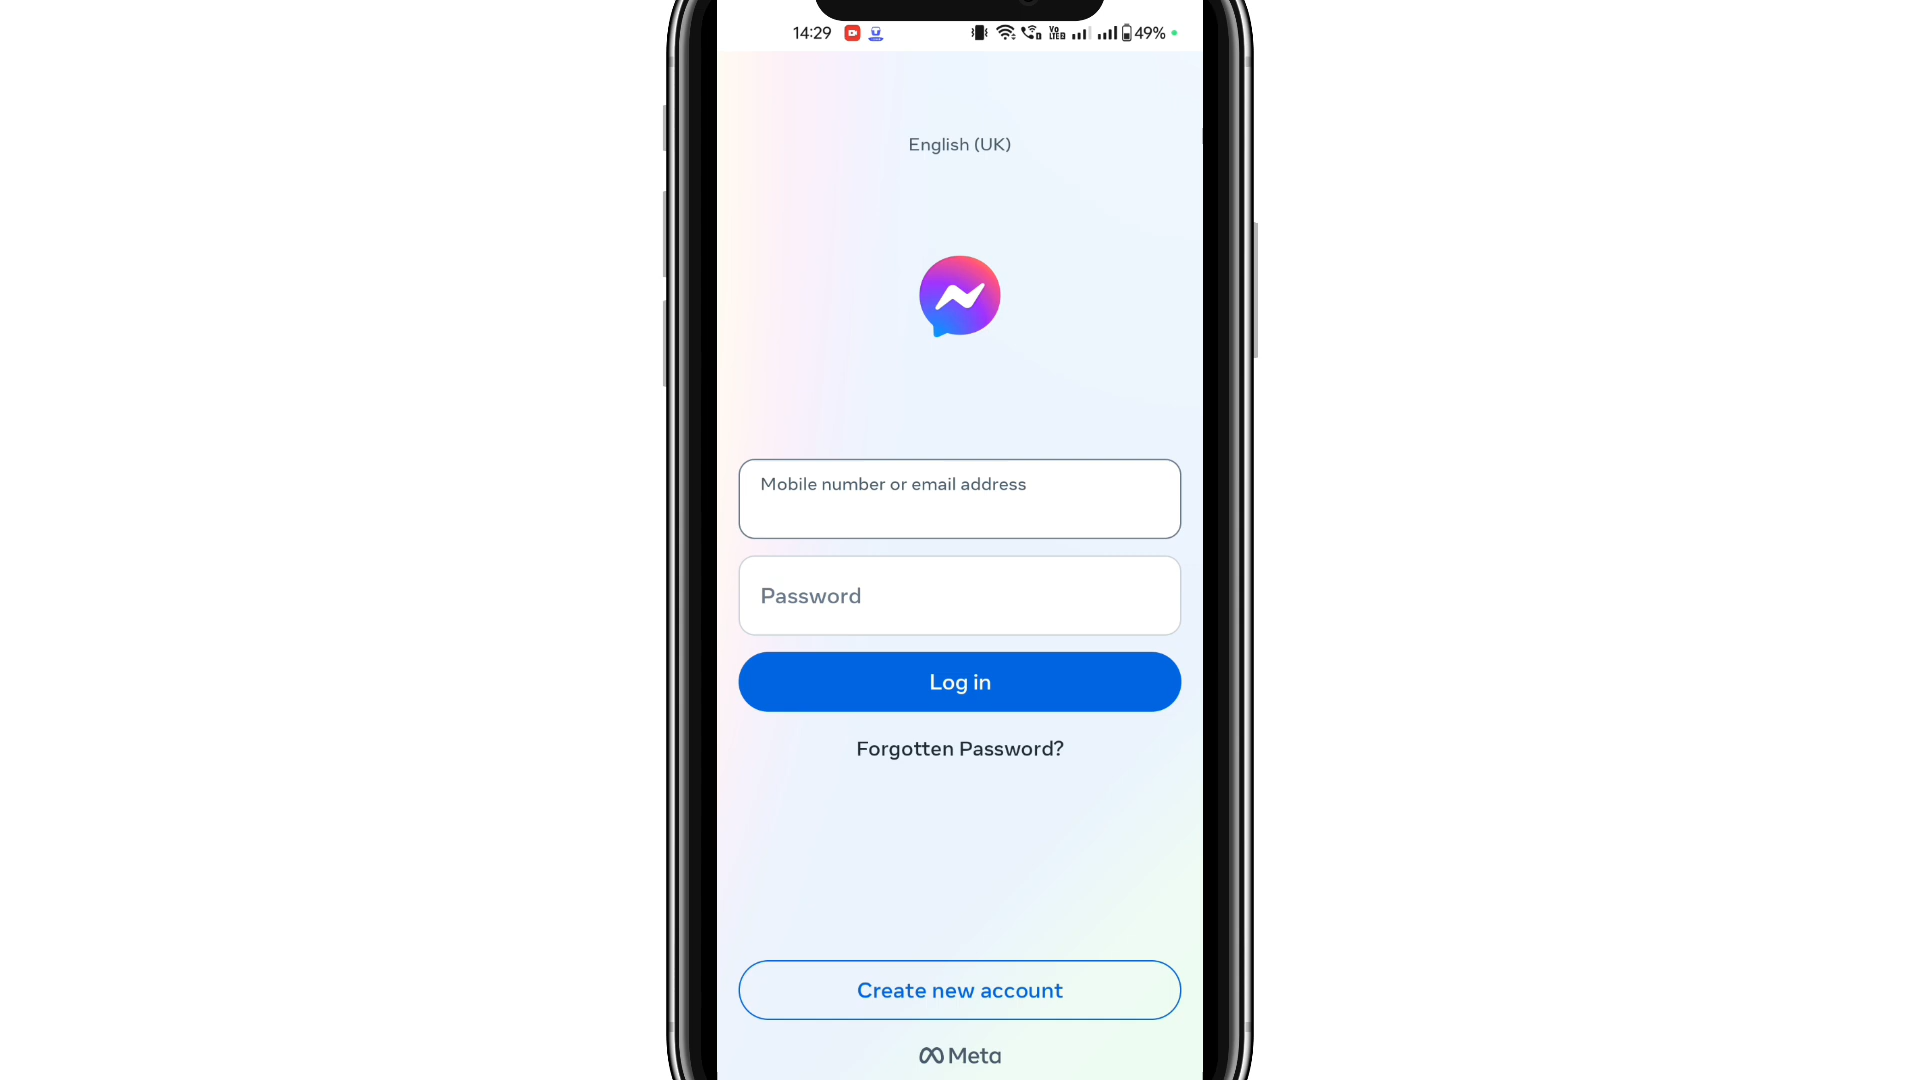 14:29
49%
English (UK)
Mobile number or email address
Password
Log in
Forgotten Password?
Create new account
Meta